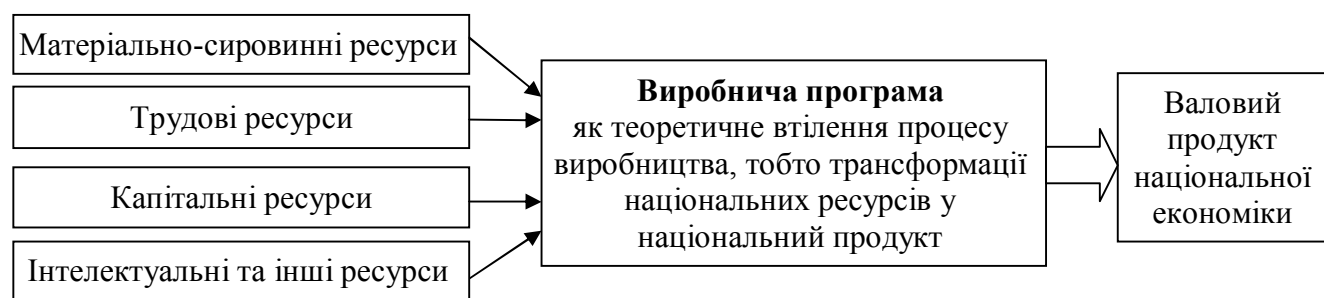 Матеріально-сировинні ресурси
Трудові ресурси
Капітальні ресурси
Інтелектуальні та інші ресурси
Виробнича програма
як теоретичне втілення процесу
виробництва, тобто трансформації
національних ресурсів у
національний продукт
Валовий
продукт
національної
економіки